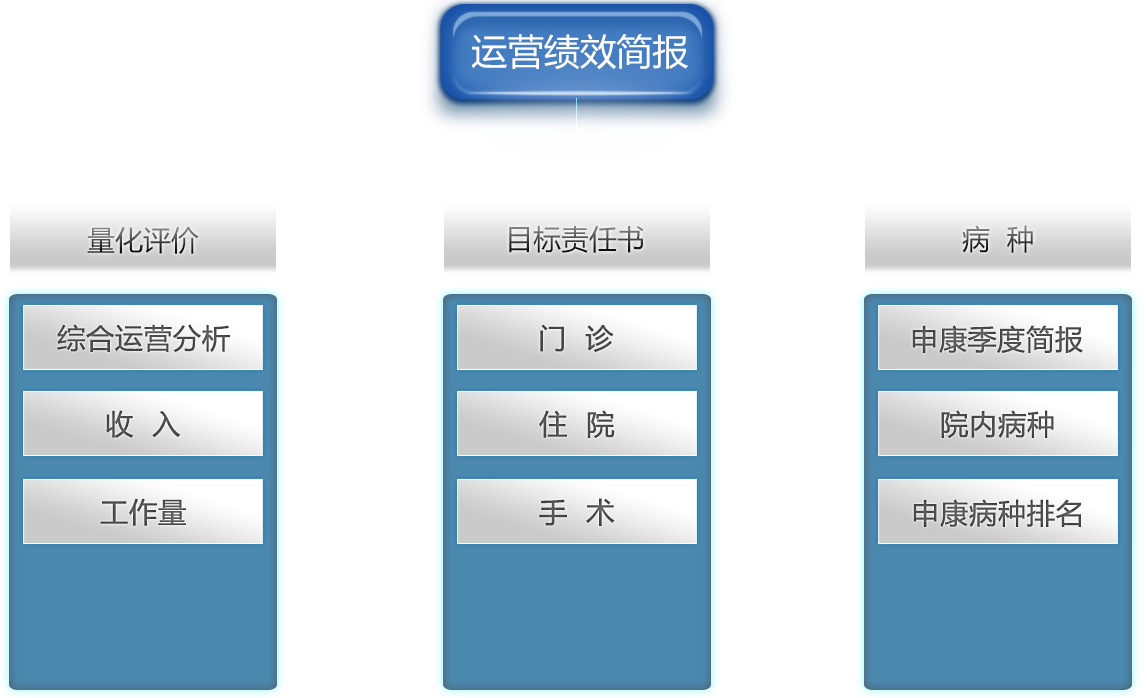 运营绩效简报
量化评价
综合运营分析
收 入
工作量
目标责任书
门 诊
住 院
手 术
病 种
申康季度简报
院内病种
申康病种排名